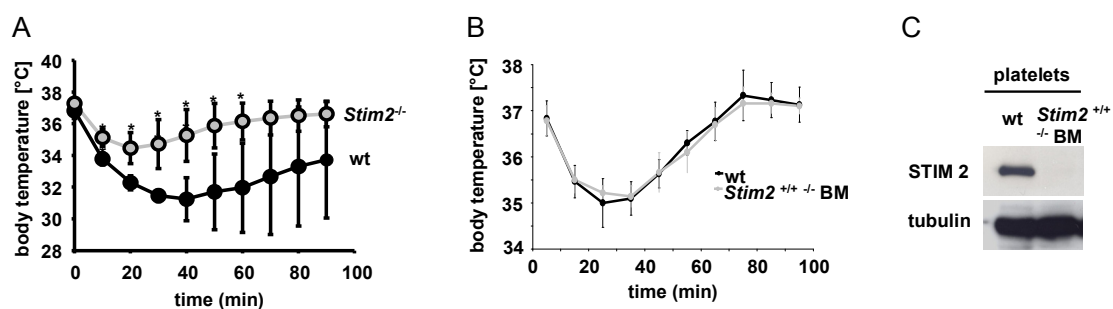 A
body temperature [°C]
40
38
36
34
32
30
28
* * * * * *
Stim2-/-
wt
0 20 40 60 80 100
time (min)
B
body temperature [°C]
38
37
36
35
34
wt
Stim2 +/+ -/- BM
0 20 40 60 80 100
time (min)
C
platelets
wt
Stim2 +/+
-/- BM
STIM 2
tubulin